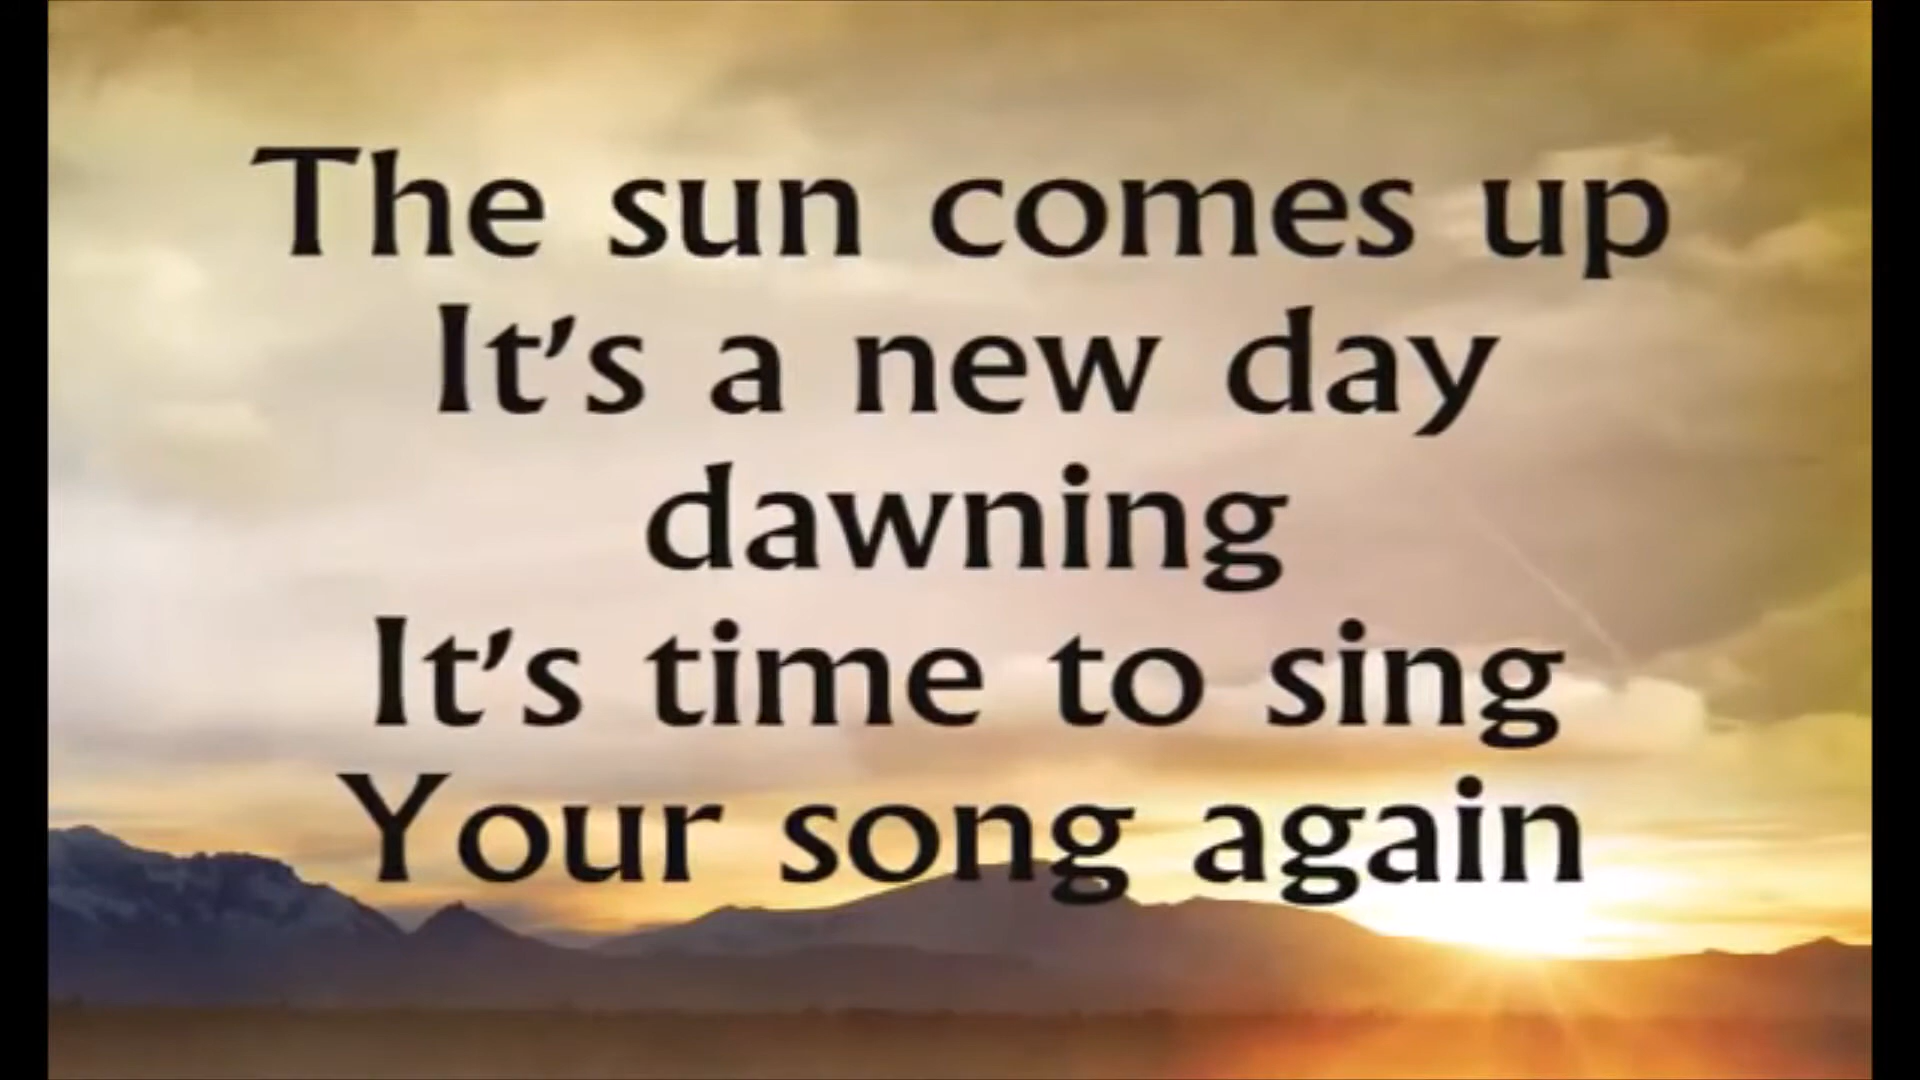 The sun comes up
It's a new day
dawning
It's time to sing
Your song again